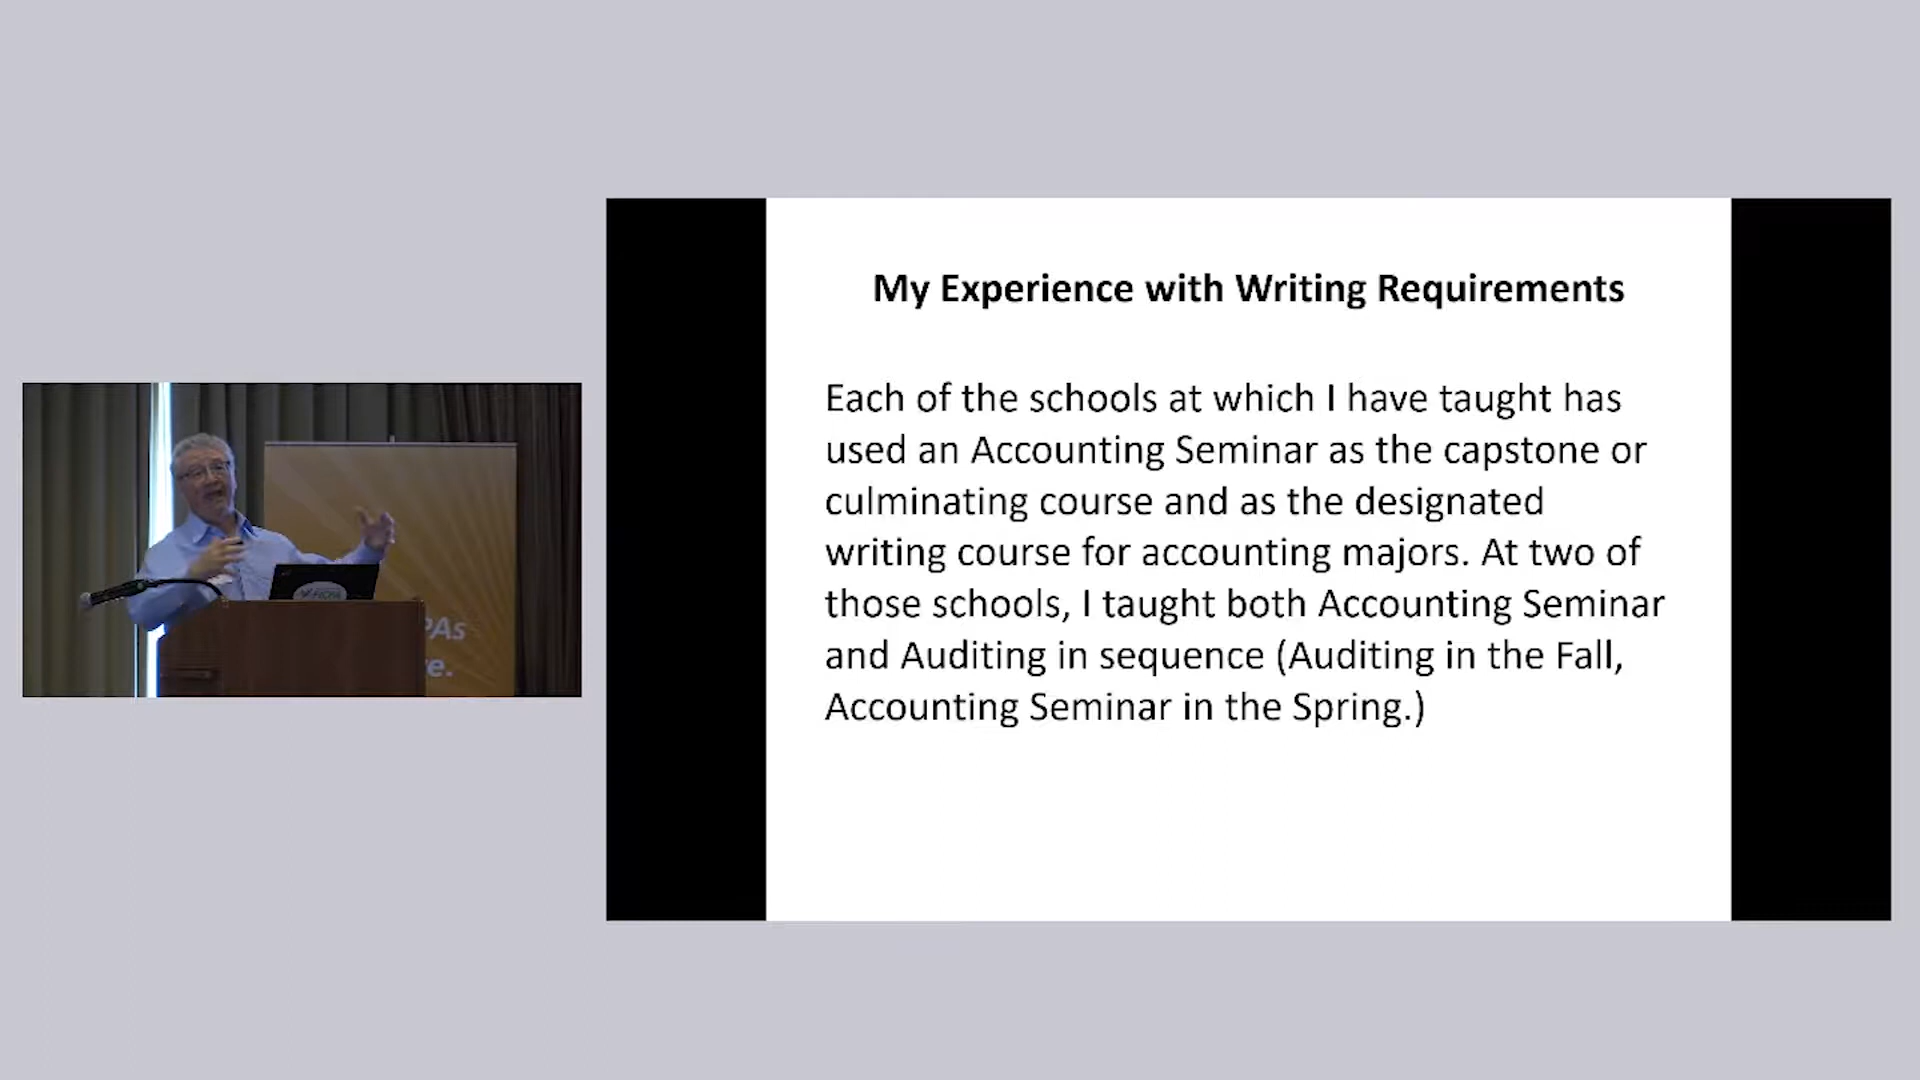 My Experience with Writing Requirements
Each of the schools at which I have taught has
used an Accounting Seminar as the capstone or
culminating course and as the designated
writing course for accounting majors. At two of
those schools, I taught both Accounting Seminar
and Auditing in sequence (Auditing in the Fall,
Accounting Seminar in the Spring.)
FICPA
PAs
e.